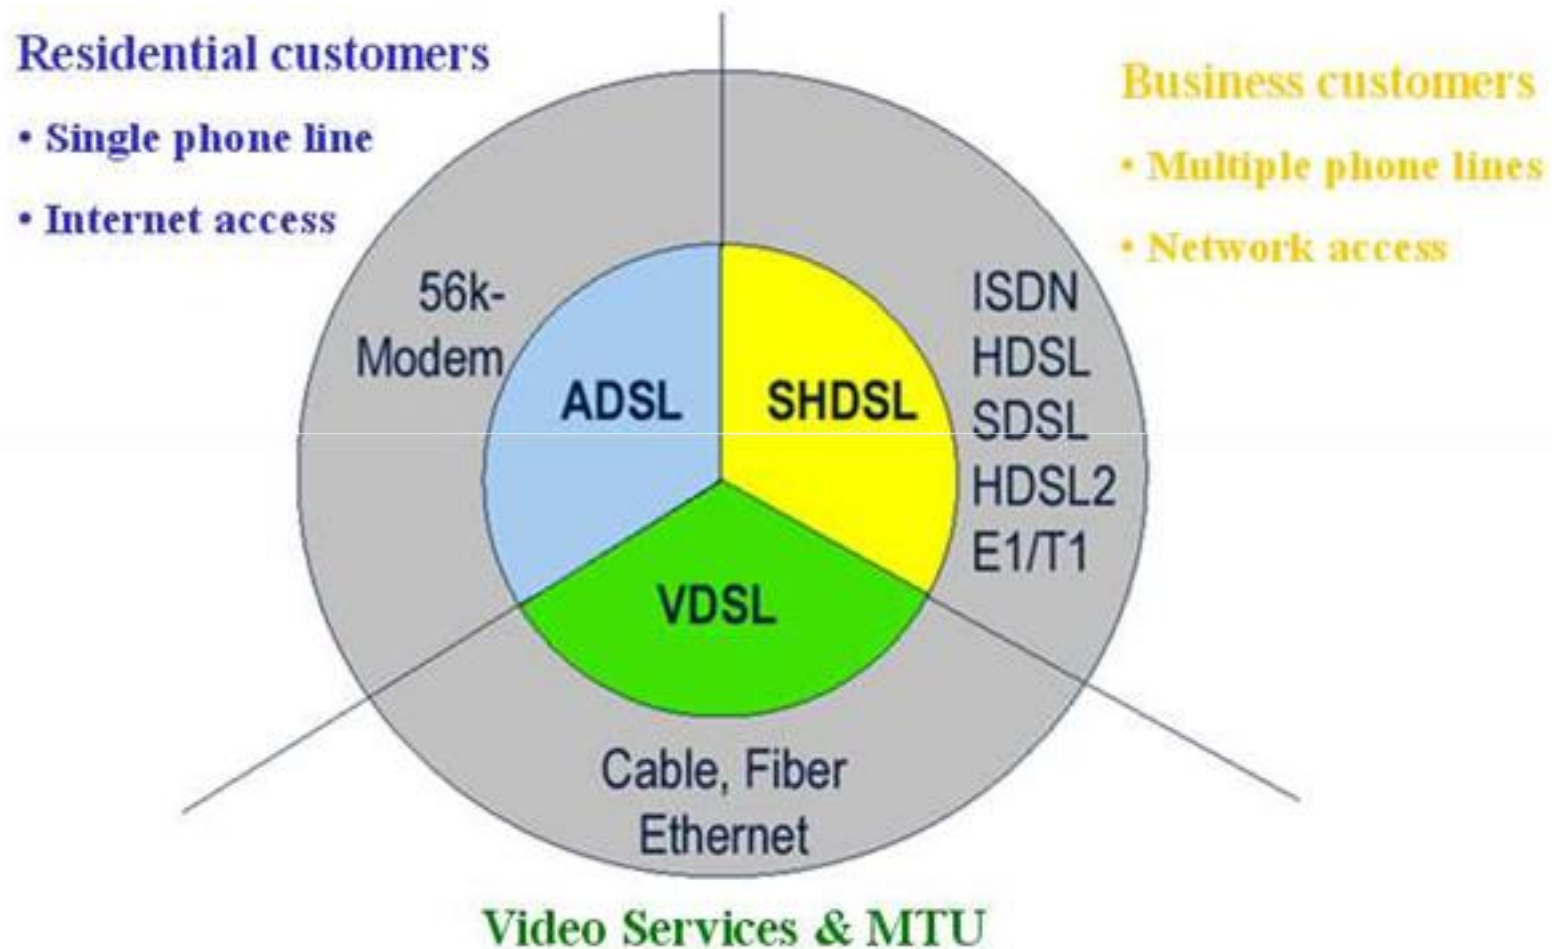 Residential customers
• Single phone line
• Internet access
Business customers
• Multiple phone lines
• Network access
56k-
Modem
ADSL
SHDSL
ISDN
HDSL
SDSL
HDSL2
E1/T1
VDSL
Cable, Fiber
Ethernet
Video Services & MTU